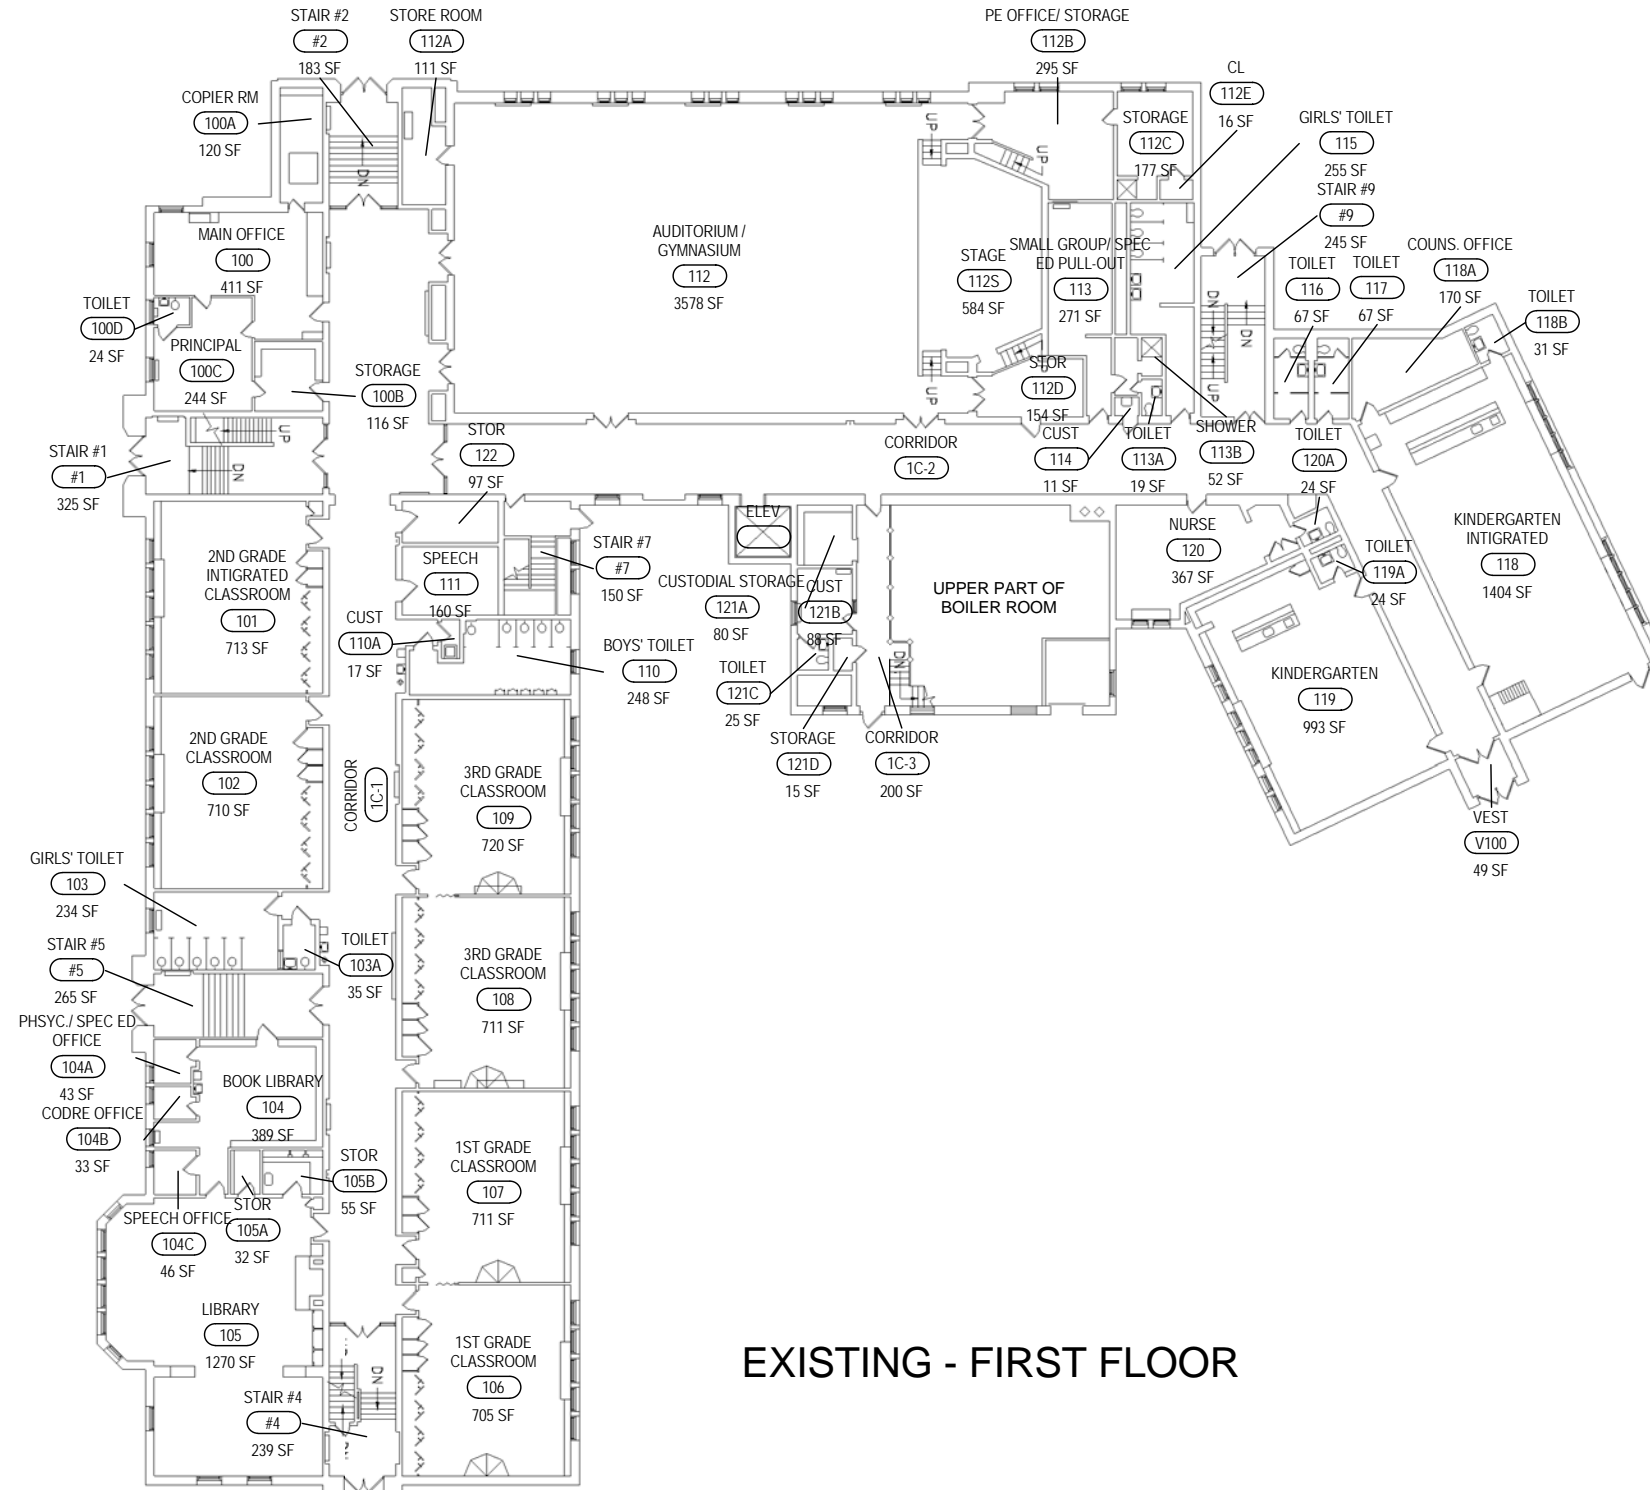 STAIR #2
#2
183 SF
STORE ROOM
112A
111 SF
PE OFFICE/ STORAGE
112B
295 SF
CL
112E
16 SF
COPIER RM
100A
120 SF
STORAGE
112C
177 SF
GIRLS' TOILET
115
255 SF
STAIR #9
#9
245 SF
UP
UP
DN
MAIN OFFICE
100
411 SF
AUDITORIUM /
GYMNASIUM
112
3578 SF
STAGE
112S
584 SF
SMALL GROUP/ SPEC
ED PULL-OUT
113
271 SF
COUNS. OFFICE
118A
170 SF
TOILET
116
67 SF
TOILET
117
67 SF
TOILET
118B
31 SF
TOILET
100D
24 SF
PRINCIPAL
100C
244 SF
STORAGE
100B
116 SF
DN
DN
UP
UP
UP
STOR
112D
154 SF
UP
DN
STAIR #1
#1
325 SF
STOR
122
97 SF
CORRIDOR
1C-2
CUST
114
11 SF
TOILET
113A
19 SF
SHOWER
113B
52 SF
TOILET
120A
24 SF
ELEV
NURSE
120
367 SF
TOILET
119A
24 SF
KINDERGARTEN
INTIGRATED
118
1404 SF
2ND GRADE
INTIGRATED
CLASSROOM
101
713 SF
SPEECH
111
160 SF
STAIR #7
#7
150 SF
CUSTODIAL STORAGE
121A
80 SF
CUST
121B
88 SF
UPPER PART OF
BOILER ROOM
CUST
110A
17 SF
BOYS' TOILET
110
248 SF
TOILET
121C
25 SF
DN
KINDERGARTEN
119
993 SF
STORAGE
121D
15 SF
CORRIDOR
1C-3
200 SF
2ND GRADE
CLASSROOM
102
710 SF
CORRIDOR
1C-1
3RD GRADE
CLASSROOM
109
720 SF
VEST
V100
49 SF
GIRLS' TOILET
103
234 SF
STAIR #5
#5
265 SF
TOILET
103A
35 SF
3RD GRADE
CLASSROOM
108
711 SF
PHSYC./ SPEC ED
OFFICE
104A
43 SF
CODRE OFFICE
104B
33 SF
BOOK LIBRARY
104
389 SF
STOR
105B
55 SF
1ST GRADE
CLASSROOM
107
711 SF
SPEECH OFFICE
104C
46 SF
STOR
105A
32 SF
LIBRARY
105
1270 SF
1ST GRADE
CLASSROOM
106
705 SF
DN
STAIR #4
#4
239 SF
EXISTING - FIRST FLOOR